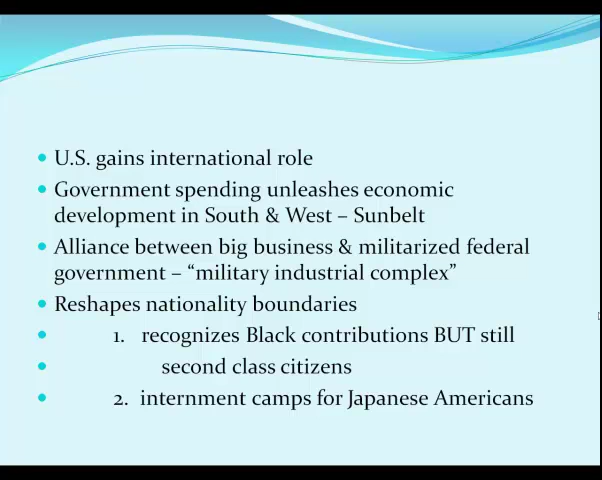 U.S. gains international role
Government spending unleashes economic
development in South & West – Sunbelt
Alliance between big business & militarized federal
government – “military industrial complex”
Reshapes nationality boundaries
1. recognizes Black contributions BUT still
second class citizens
2. internment camps for Japanese Americans